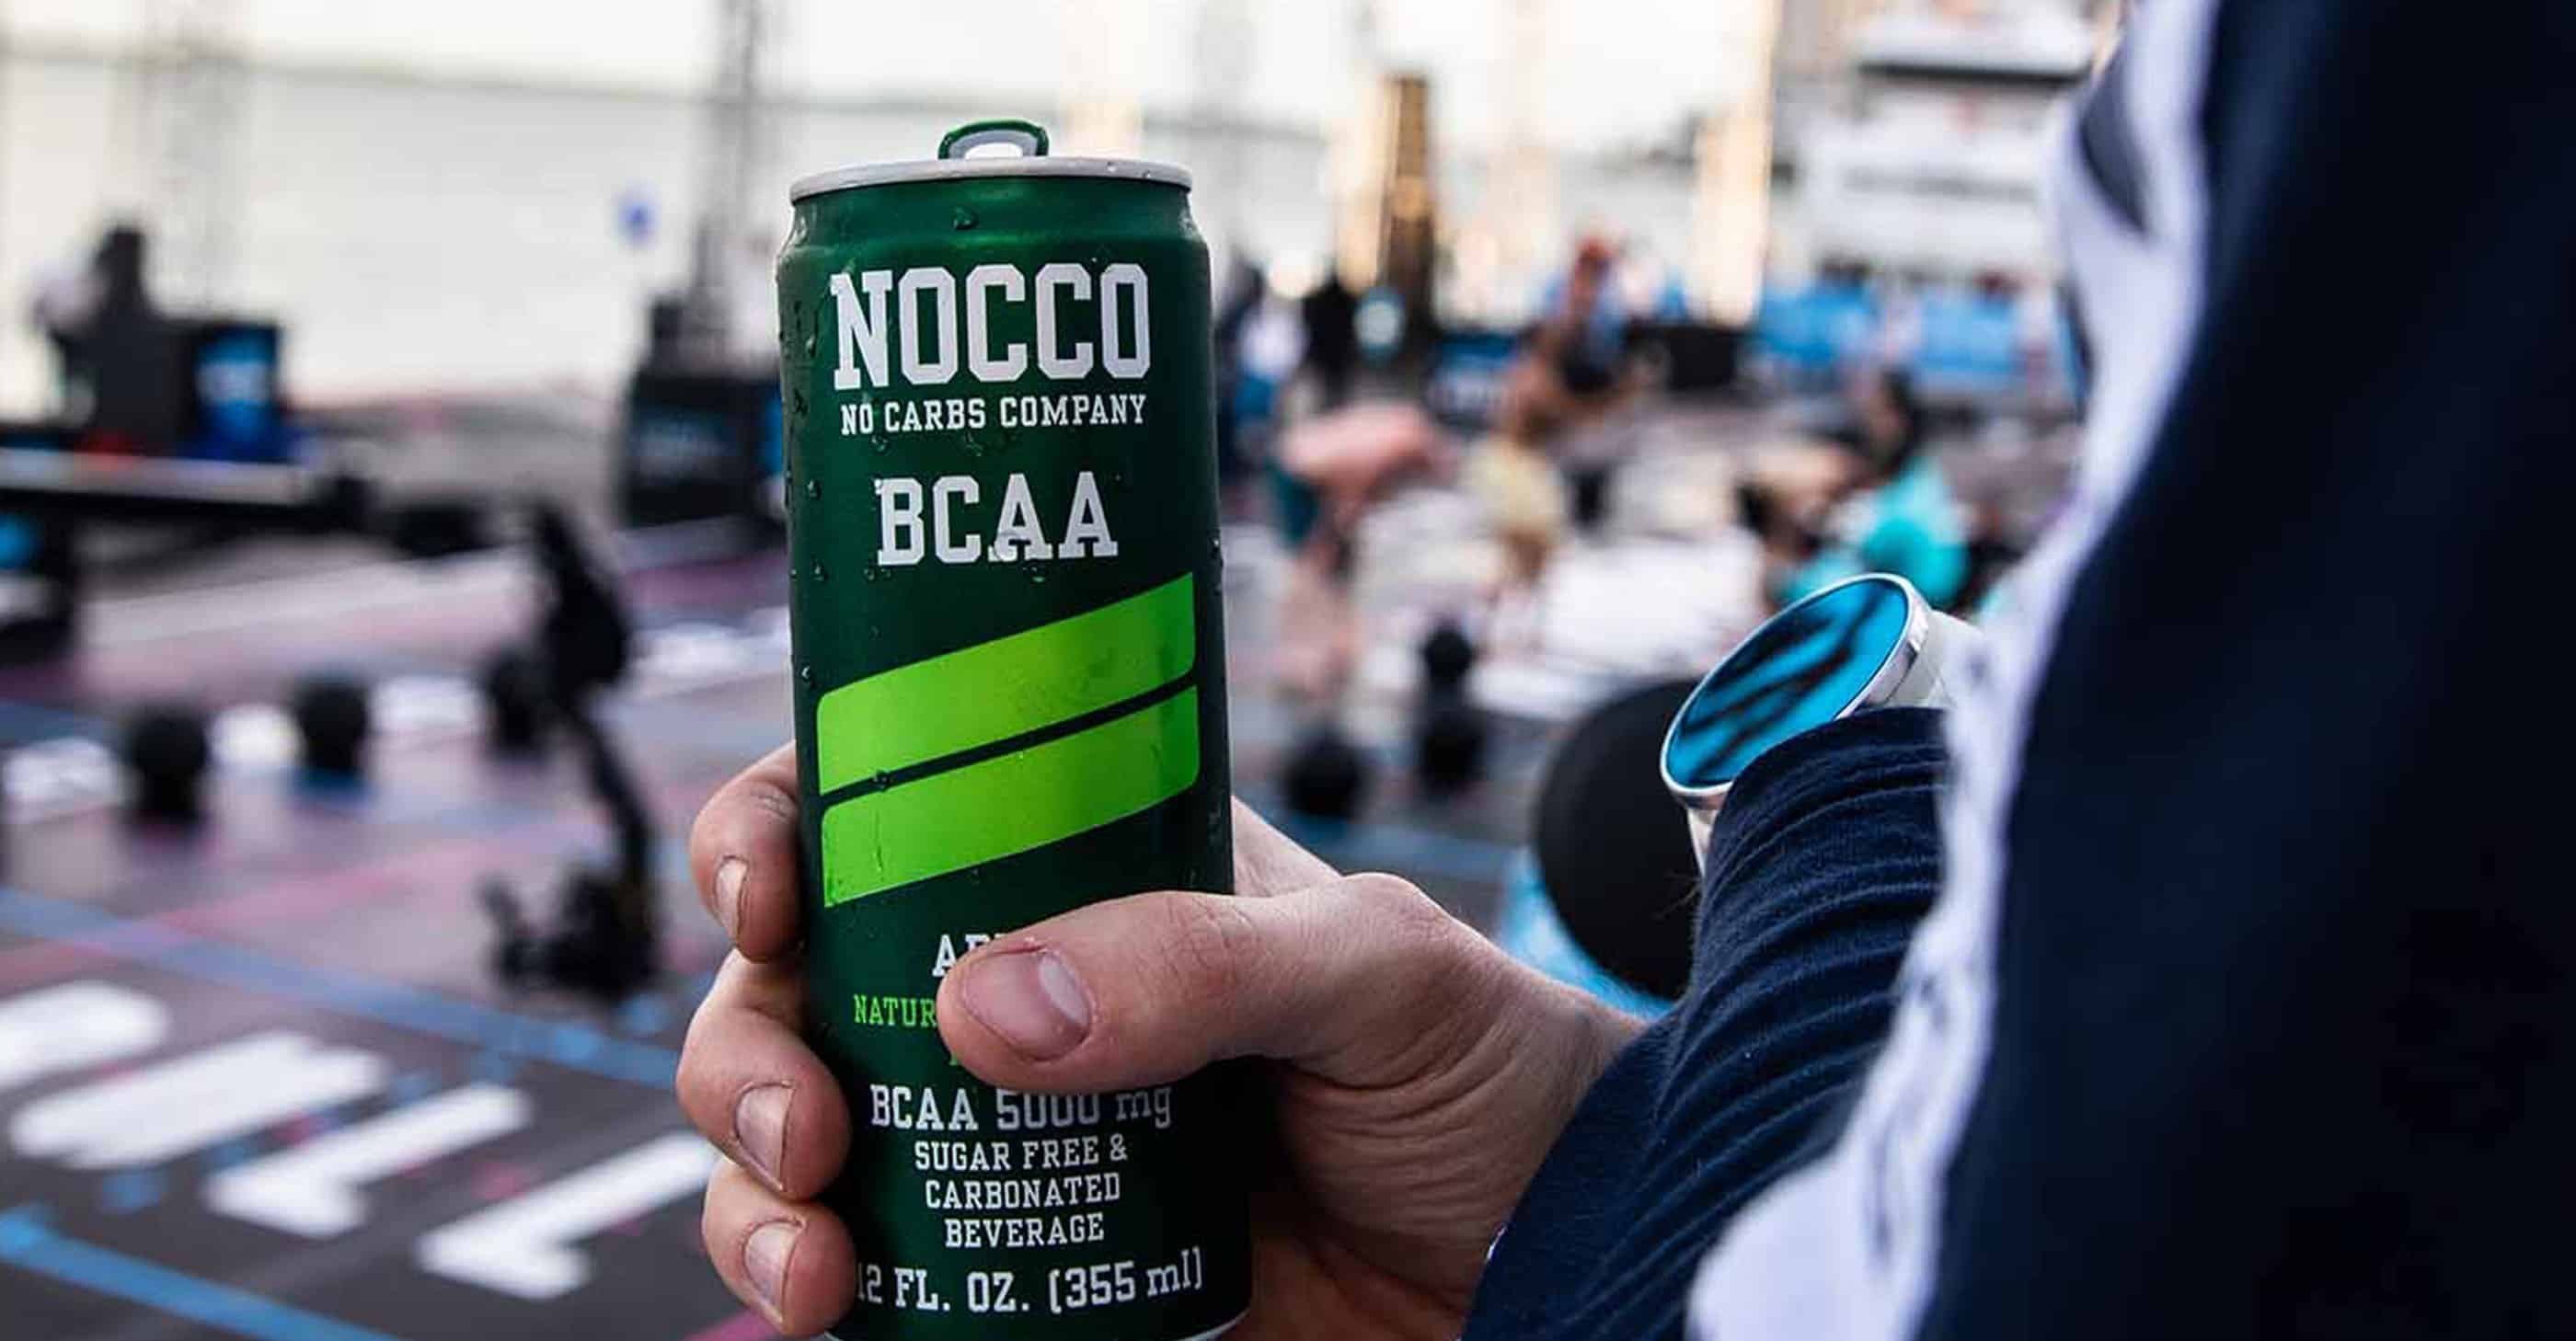 NOCCO
NO CARBS COMPANY
BCAA
BCAA 5000 mg
SUGAR FREE &
CARBONATED
BEVERAGE
12 FL. OZ. (355 ml)